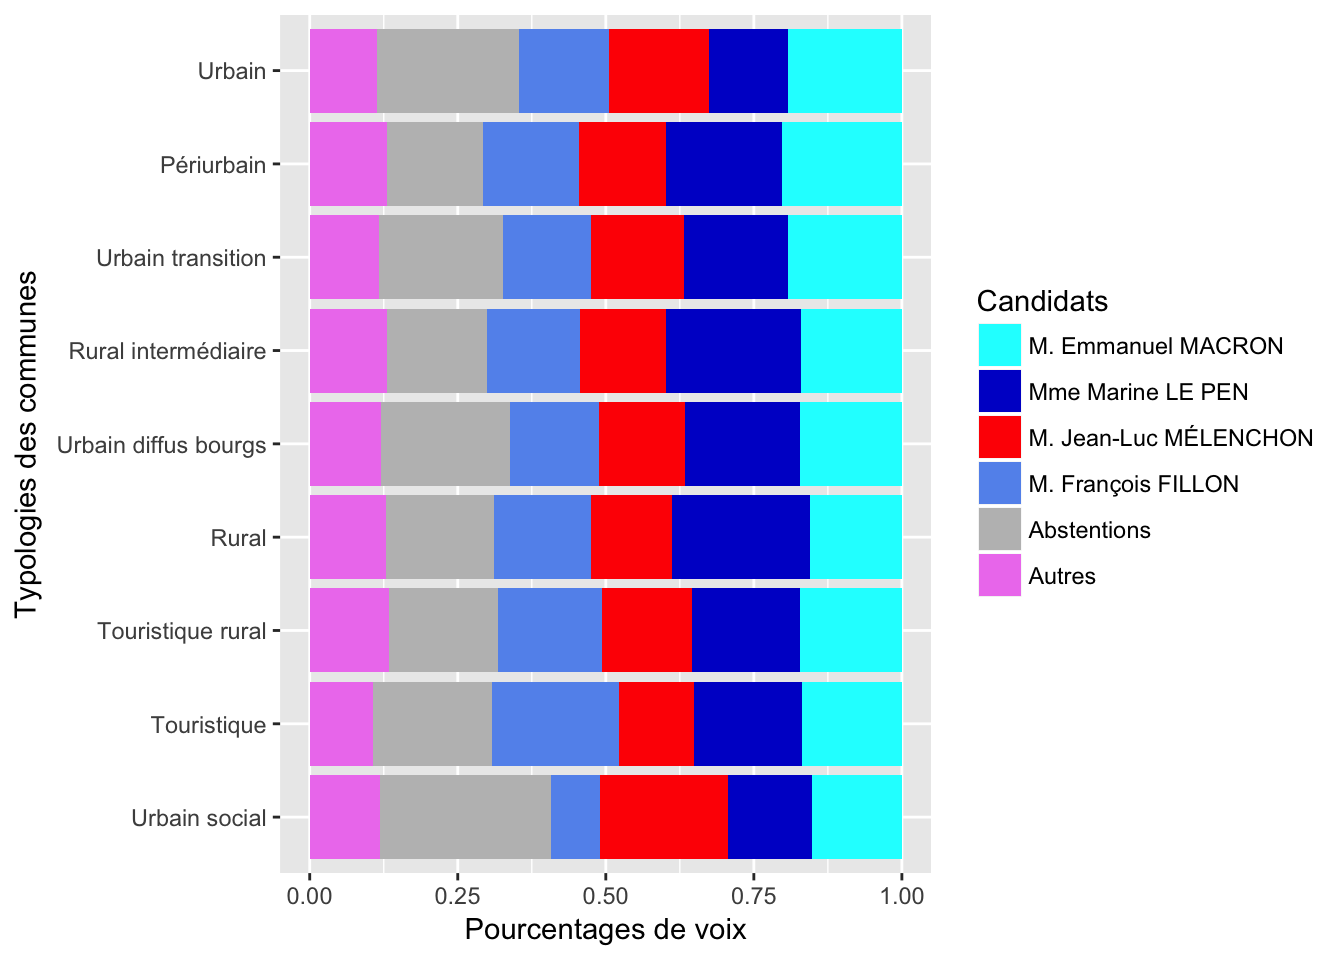 Typologies des communes
Urbain
Périurbain
Urbain transition
Rural intermédiaire
Urbain diffus bourgs
Rural
Touristique rural
Touristique
Urbain social
0.00 0.25 0.50 0.75 1.00
Pourcentages de voix
Candidats
M. Emmanuel MACRON
Mme Marine LE PEN
M. Jean-Luc MÉLENCHON
M. François FILLON
Abstentions
Autres